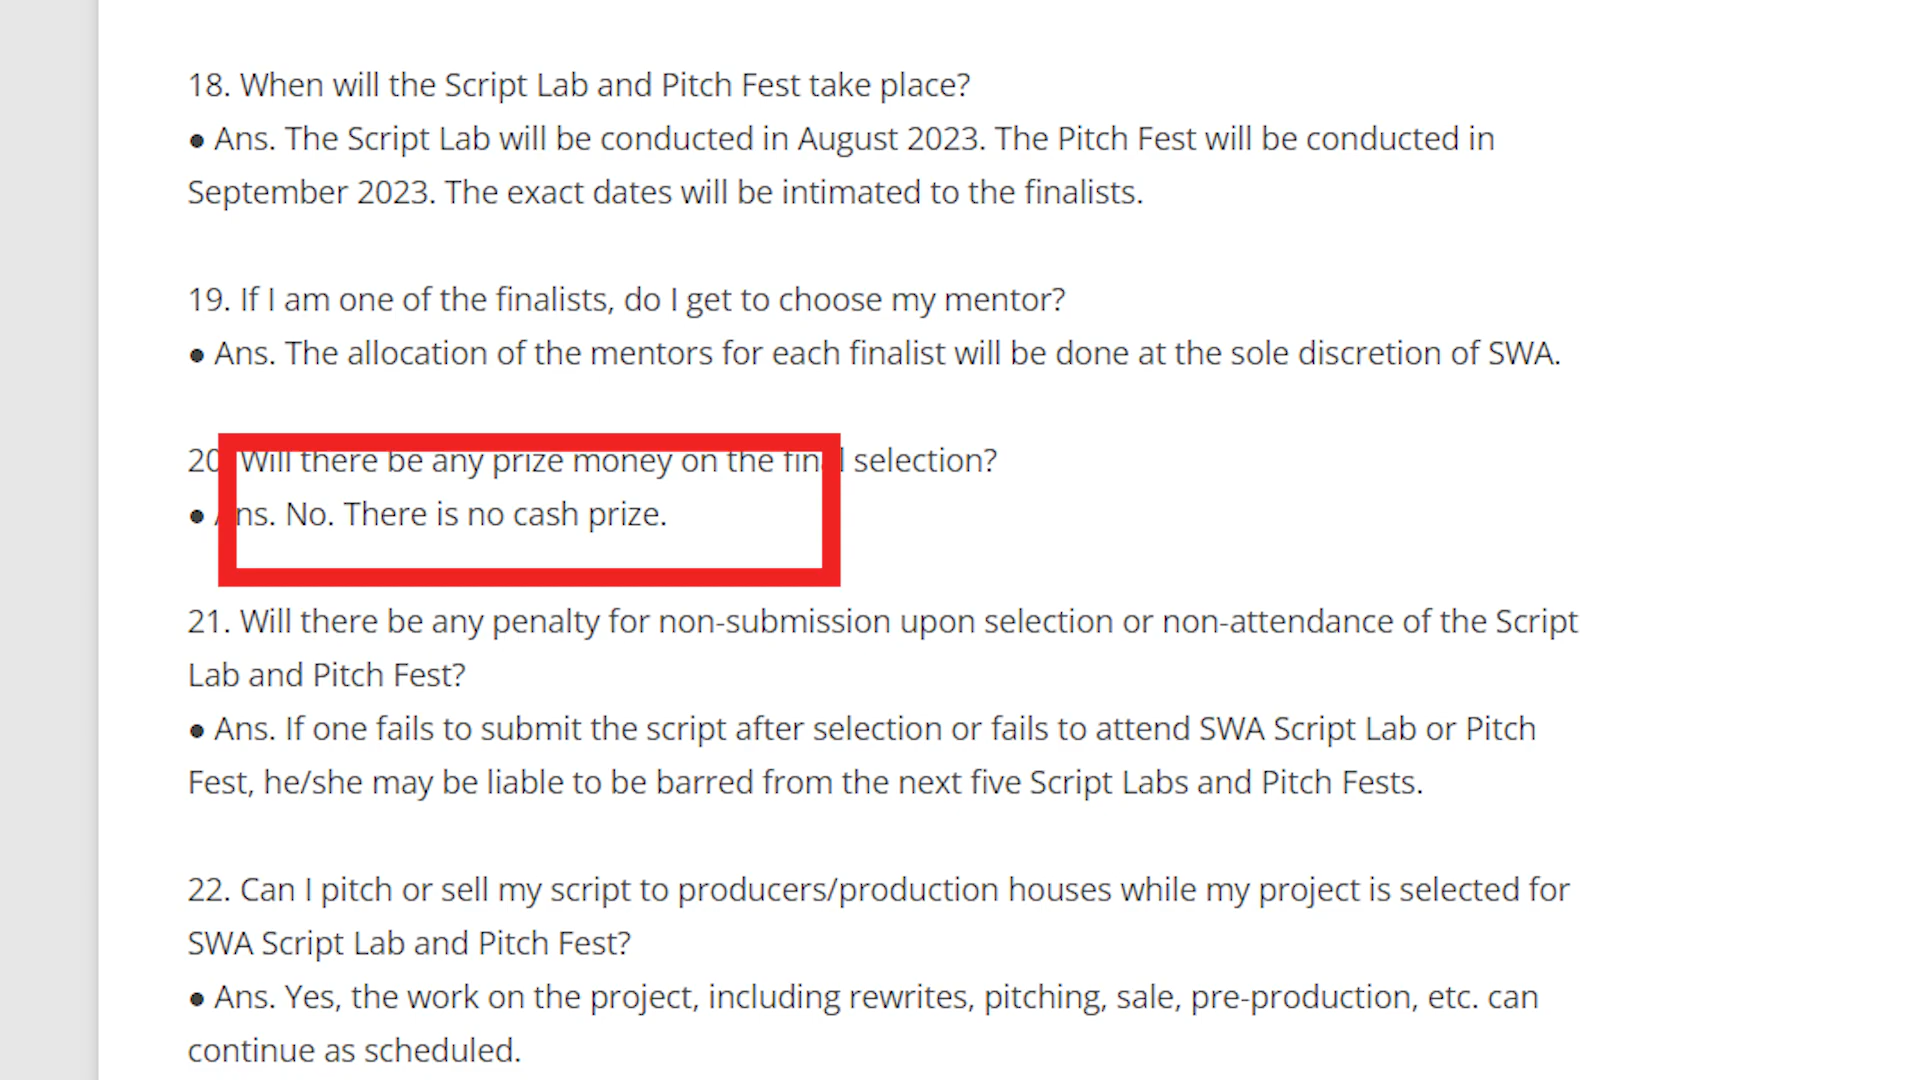 18. When will the Script Lab and Pitch Fest take place?
● Ans. The Script Lab will be conducted in August 2023. The Pitch Fest will be conducted in
September 2023. The exact dates will be intimated to the finalists.
19. If I am one of the finalists, do I get to choose my mentor?
● Ans. The allocation of the mentors for each finalist will be done at the sole discretion of SWA.
20. Will there be any prize money on the final selection?
● Ans. No. There is no cash prize.
21. Will there be any penalty for non-submission upon selection or non-attendance of the Script
Lab and Pitch Fest?
● Ans. If one fails to submit the script after selection or fails to attend SWA Script Lab or Pitch
Fest, he/she may be liable to be barred from the next five Script Labs and Pitch Fests.
22. Can I pitch or sell my script to producers/production houses while my project is selected for
SWA Script Lab and Pitch Fest?
● Ans. Yes, the work on the project, including rewrites, pitching, sale, pre-production, etc. can
continue as scheduled.